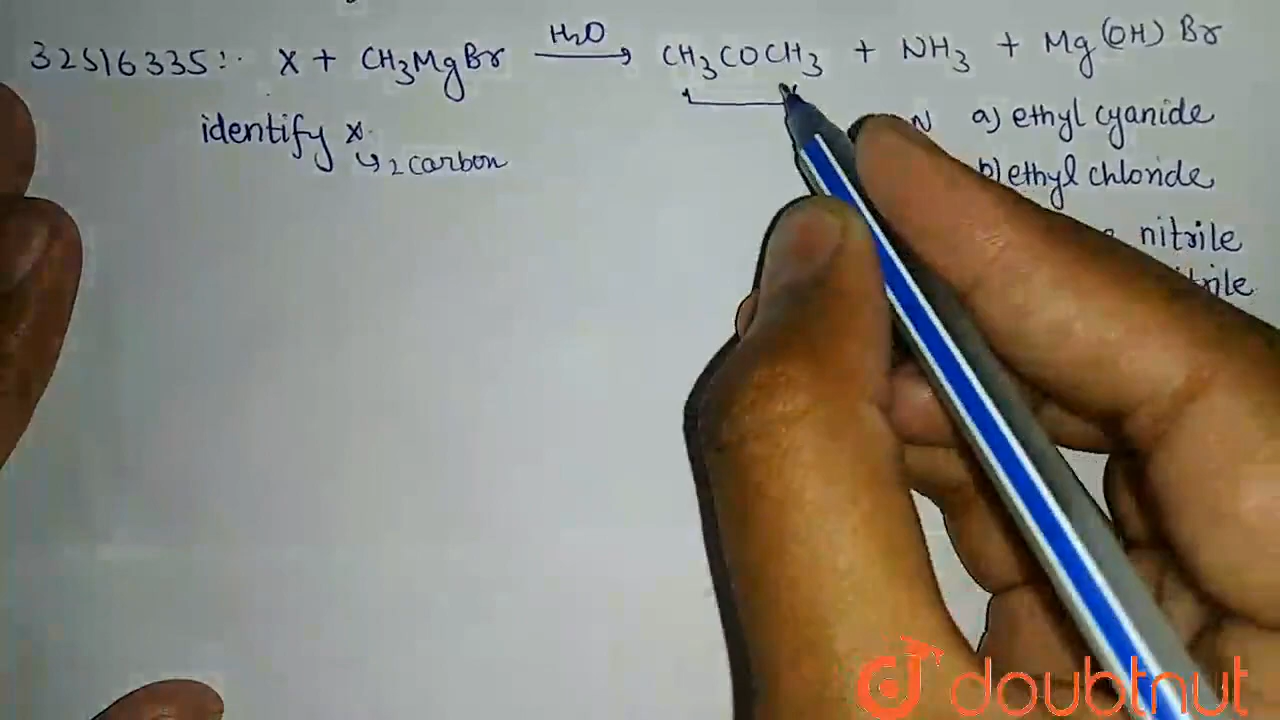 32516335:. X + CH3MgBr H2O → CH3COCH3 + NH3 + Mg(OH)Br
identify x.
↳ 2 carbon
N
a) ethyl cyanide
b) ethyl chloride
nitrile
doubtnut